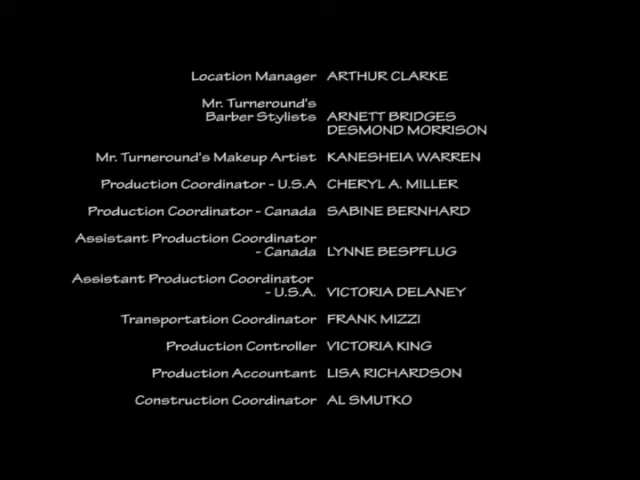 Location Manager ARTHUR CLARKE
Mr. Turneround's
Barber Stylists ARNETT BRIDGES
DESMOND MORRISON
Mr. Turneround's Makeup Artist KANESHEIA WARREN
Production Coordinator - U.S.A CHERYL A. MILLER
Production Coordinator - Canada SABINE BERNHARD
Assistant Production Coordinator
- Canada LYNNE BESPFLUG
Assistant Production Coordinator
- U.S.A. VICTORIA DELANEY
Transportation Coordinator FRANK MIZZI
Production Controller VICTORIA KING
Production Accountant LISA RICHARDSON
Construction Coordinator AL SMUTKO